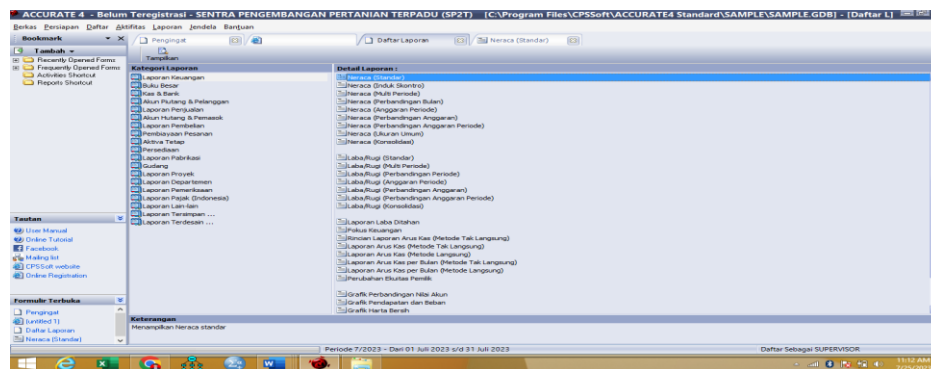 ACCURATE 4 - Belum Teregistrasi - SENTRA PENGEMBANGAN PERTANIAN TERPADU (SP2T) [C:\Program Files\CPSSoft\ACCURATE4 Standard\SAMPLE\SAMPLE.GDB] - [Daftar L]
Berkas Persiapan Daftar Aktifitas Laporan Jendela Bantuan
Bookmark
Pengingat
Daftar Laporan
Neraca (Standar)
Tambah
Tampilkan
Recently Opened Forms
Frequently Opened Forms
Activities Shortcut
Reports Shortcut
Kategori Laporan
Laporan Keuangan
Buku Besar
Kas & Bank
Akun Piutang & Pelanggan
Laporan Penjualan
Akun Hutang & Pemasok
Laporan Pembelian
Pembiayaan Pesanan
Aktiva Tetap
Persediaan
Laporan Pabrikasi
Gudang
Laporan Proyek
Laporan Departemen
Laporan Pemeriksaan
Laporan Pajak (Indonesia)
Laporan Lain-lain
Laporan Tersimpan ...
Laporan Terdesain ...
Detail Laporan :
Neraca (Standar)
Neraca (Induk Skontro)
Neraca (Multi Periode)
Neraca (Perbandingan Bulan)
Neraca (Anggaran Periode)
Neraca (Perbandingan Anggaran)
Neraca (Perbandingan Anggaran Periode)
Neraca (Ukuran Umum)
Neraca (Konsolidasi)
Laba/Rugi (Standar)
Laba/Rugi (Multi Periode)
Laba/Rugi (Perbandingan Periode)
Laba/Rugi (Anggaran Periode)
Laba/Rugi (Perbandingan Anggaran)
Laba/Rugi (Perbandingan Anggaran Periode)
Laba/Rugi (Konsolidasi)
Laporan Laba Ditahan
Fokus Keuangan
Rincian Laporan Arus Kas (Metode Tak Langsung)
Laporan Arus Kas (Metode Tak Langsung)
Laporan Arus Kas (Metode Langsung)
Laporan Arus Kas per Bulan (Metode Tak Langsung)
Laporan Arus Kas per Bulan (Metode Langsung)
Perubahan Ekuitas Pemilik
Grafik Perbandingan Nilai Akun
Grafik Pendapatan dan Beban
Grafik Harta Bersih
Tautan
User Manual
Online Tutorial
Facebook
Mailing list
CPSSoft website
Online Registration
Formulir Terbuka
Pengingat
(untitled 1)
Daftar Laporan
Neraca (Standar)
Keterangan
Menampilkan Neraca standar
Periode 7/2023 - Dari 01 Juli 2023 s/d 31 Juli 2023
Daftar Sebagai SUPERVISOR
11:12 AM
7/25/2023